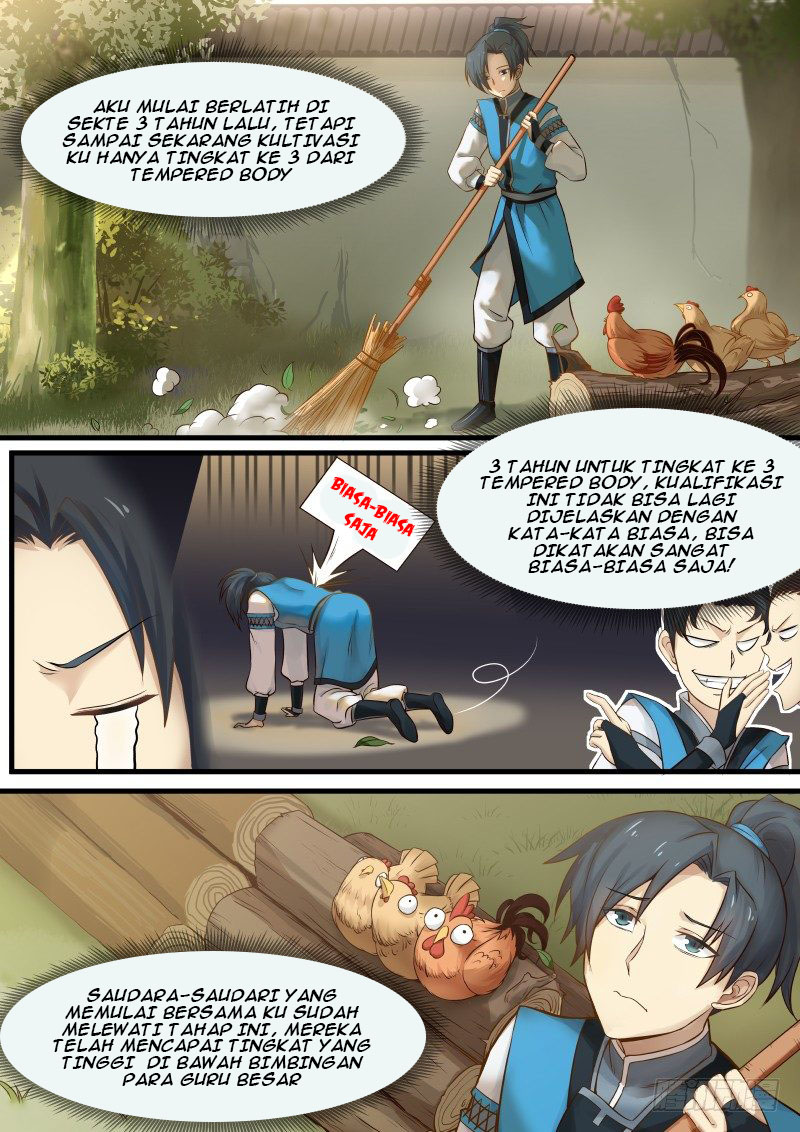 AKU MULAI BERLATIH DI
SEKTE 3 TAHUN LALU, TETAPI
SAMPAI SEKARANG KULTIVASI
KU HANYA TINGKAT KE 3 DARI
TEMPERED BODY
3 TAHUN UNTUK TINGKAT KE 3
TEMPERED BODY, KUALIFIKASI
INI TIDAK BISA LAGI
DIJELASKAN DENGAN
KATA-KATA BIASA, BISA
DIKATAKAN SANGAT
BIASA-BIASA SAJA!
BIASA-BIASA
SAJA
SAUDARA-SAUDARI YANG
MEMULAI BERSAMA KU SUDAH
MELEWATI TAHAP INI, MEREKA
TELAH MENCAPAI TINGKAT YANG
TINGGI DI BAWAH BIMBINGAN
PARA GURU BESAR